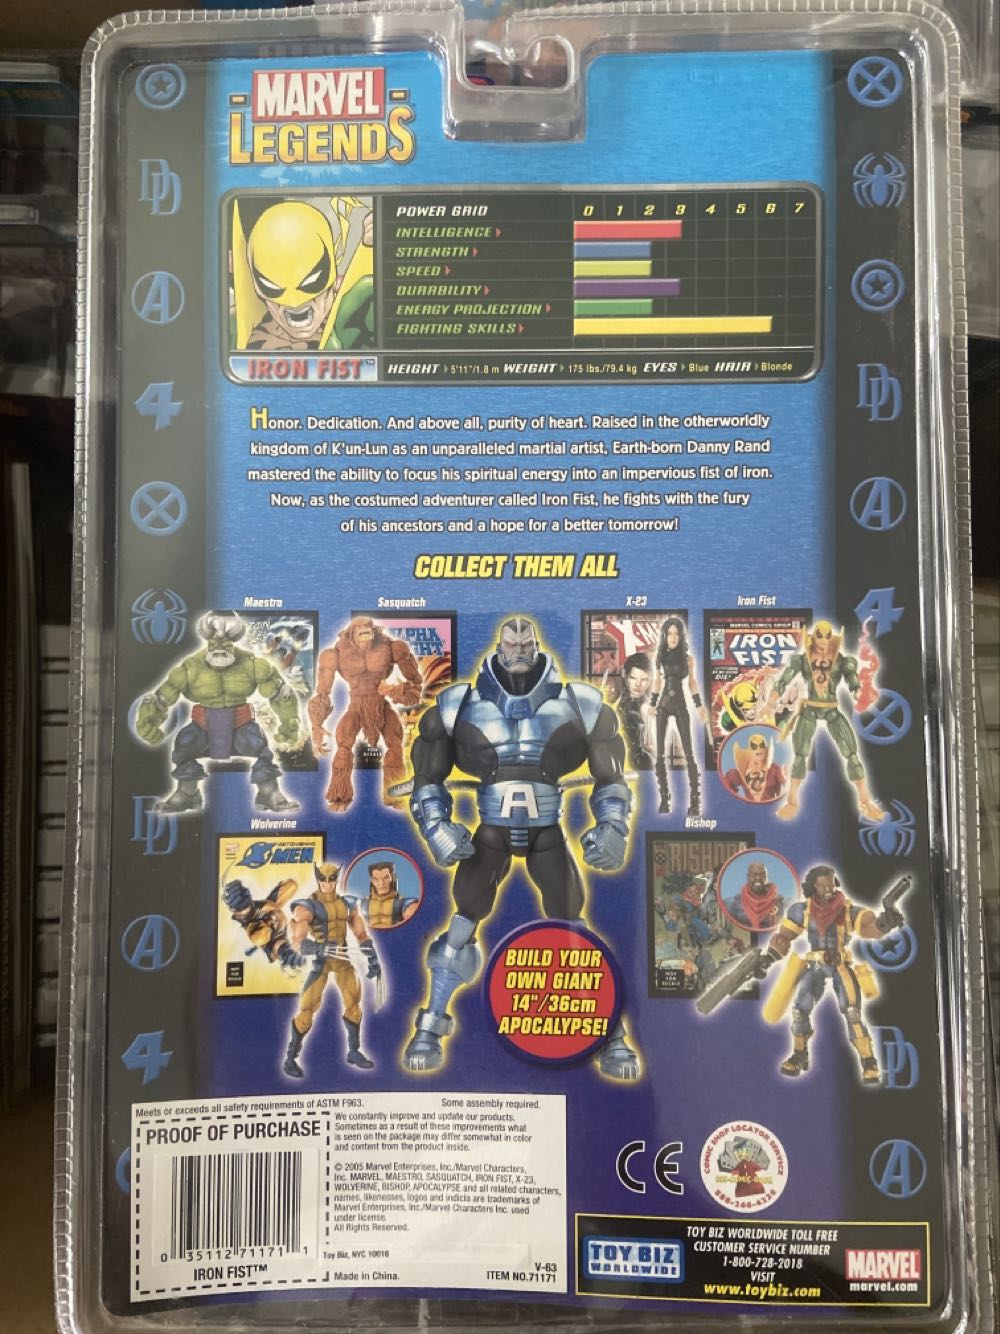 MARVEL
LEGENDS
POWER GRID 0 1 2 3 4 5 6 7
INTELLIGENCE
STRENGTH
SPEED
DURABILITY
ENERGY PROJECTION
FIGHTING SKILLS
IRON FIST™ HEIGHT 5'11"/1.8 m WEIGHT 175 lbs./79.4 kg EYES Blue HAIR Blonde
Honor. Dedication. And above all, purity of heart. Raised in the otherworldly
kingdom of K'un-Lun as an unparalleled martial artist, Earth-born Danny Rand
mastered the ability to focus his spiritual energy into an impervious fist of iron.
Now, as the costumed adventurer called Iron Fist, he fights with the fury
of his ancestors and a hope for a better tomorrow!
COLLECT THEM ALL
Maestro Sasquatch X-23 Iron Fist
IRON
FIST
A
Wolverine Bishop
ASTONISHING
X-MEN
BISHOP
NOT
FOR
RESALE
BUILD YOUR
OWN GIANT
14"/36cm
APOCALYPSE!
Meets or exceeds all safety requirements of ASTM F963. Some assembly required.
PROOF OF PURCHASE
0 35112 71171 1
IRON FIST™
We constantly improve and update our products.
Sometimes as a result of these improvements what
is seen on the package may differ somewhat in color
and content from the product inside.
© 2005 Marvel Enterprises, Inc./Marvel Characters,
Inc. MARVEL, MAESTRO, SASQUATCH, IRON FIST, X-23,
WOLVERINE, BISHOP, APOCALYPSE and all related characters,
names, likenesses, logos and indicia are trademarks of
Marvel Enterprises, Inc./Marvel Characters Inc. used
under license.
All Rights Reserved.
Toy Biz, NYC 10016
Made in China.
V-63
ITEM NO.71171
CE
COMIC SHOP LOCATOR SERVICE
888-266-4226
TOY BIZ
WORLDWIDE
TOY BIZ WORLDWIDE TOLL FREE
CUSTOMER SERVICE NUMBER
1-800-728-2018
VISIT
www.toybiz.com
MARVEL
marvel.com